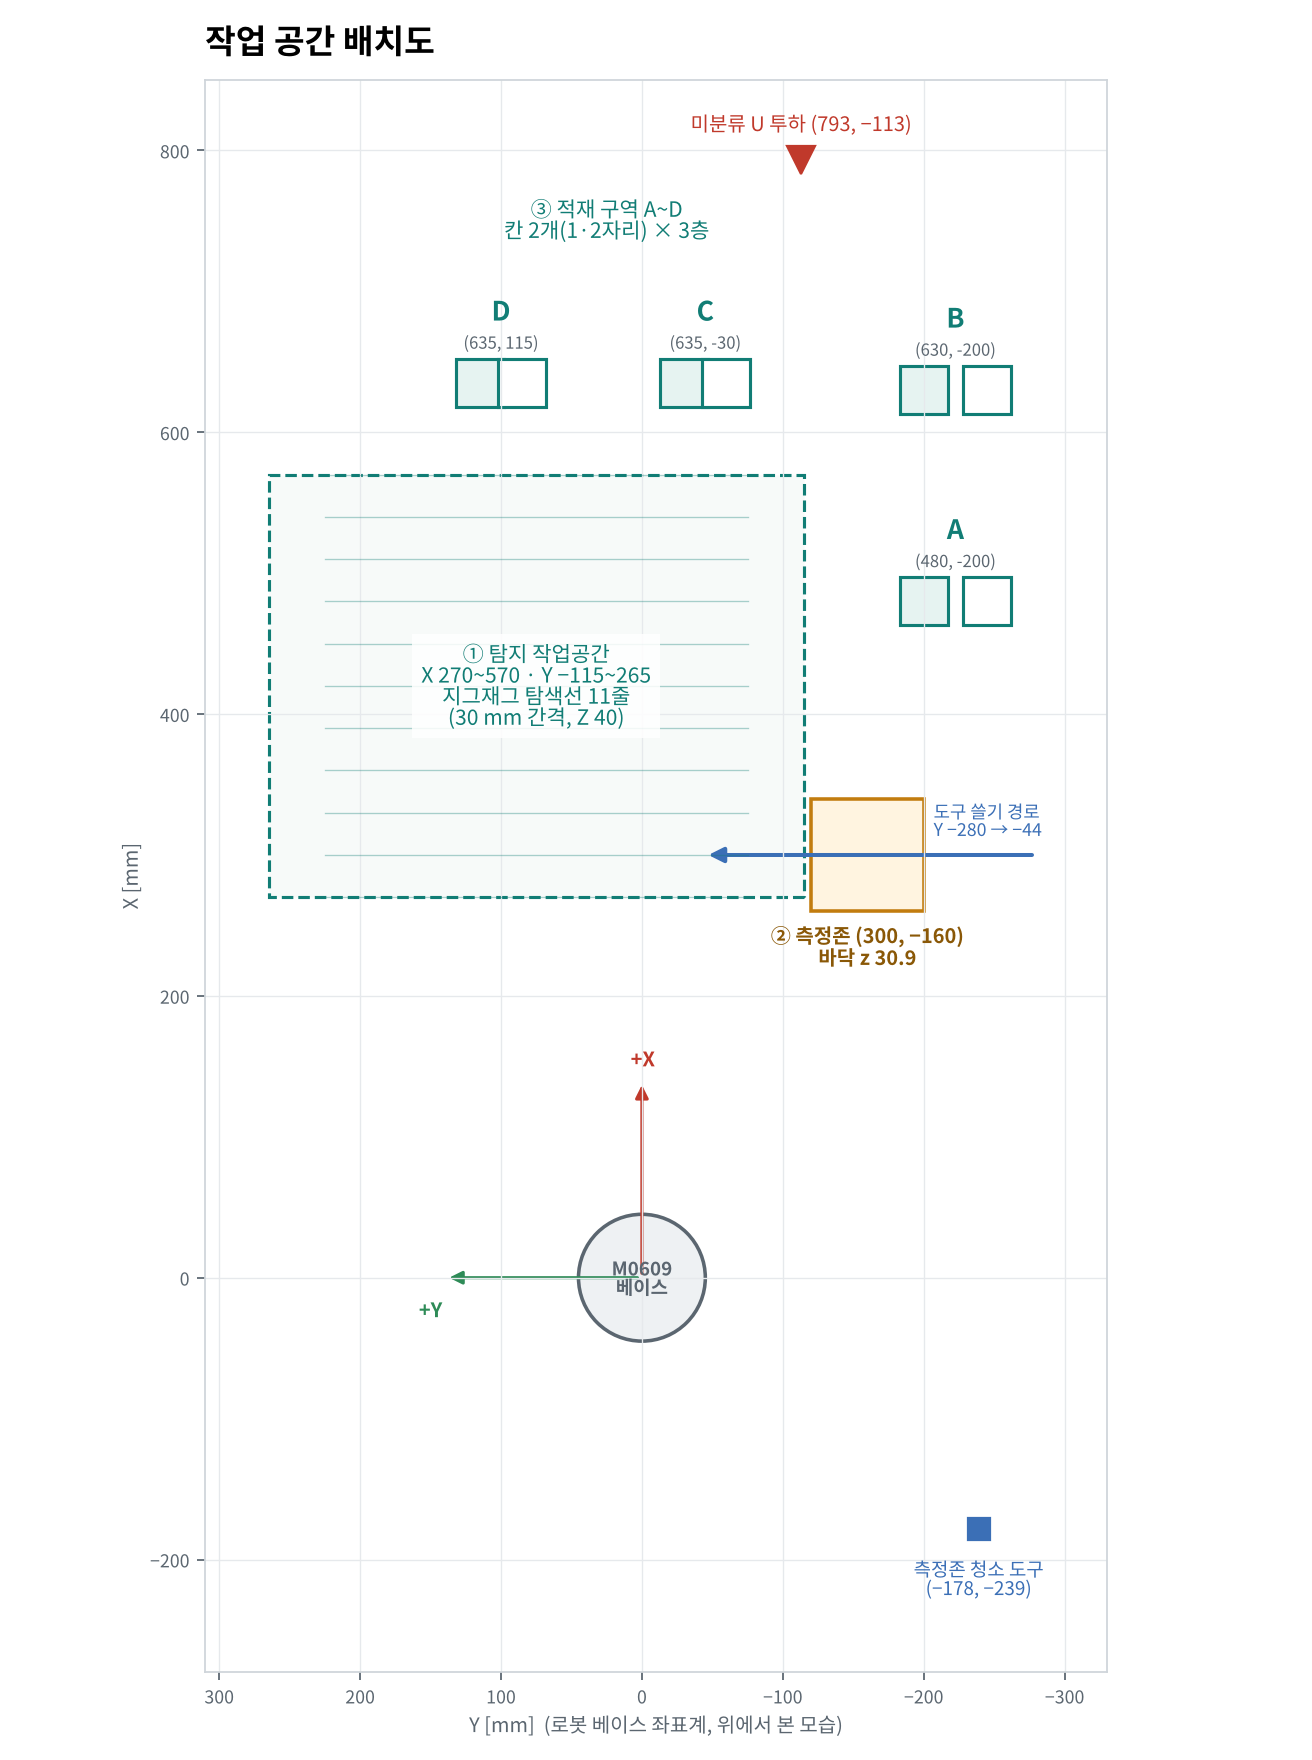 작업 공간 배치도
미분류 U 투하 (793, −113)
800
③ 적재 구역 A~D
칸 2개(1·2자리) × 3층
D
C
B
(635, 115)
(635, -30)
(630, -200)
600
A
(480, -200)
① 탐지 작업공간
X 270~570 · Y −115~265
지그재그 탐색선 11줄
(30 mm 간격, Z 40)
400
도구 쓸기 경로
Y −280 → −44
X [mm]
② 측정존 (300, −160)
바닥 z 30.9
200
+X
M0609
베이스
0
+Y
−200
측정존 청소 도구
(−178, −239)
300
200
100
0
−100
−200
−300
Y [mm]  (로봇 베이스 좌표계, 위에서 본 모습)